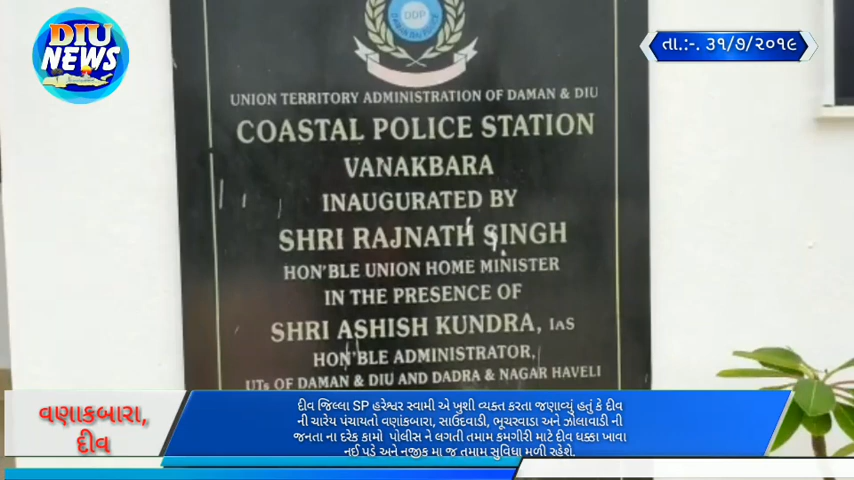 DIU
NEWS
તા.:-. ૩૧/૭/૨૦૧૯
DDP
UNION TERRITORY ADMINISTRATION OF DAMAN & DIU
COASTAL POLICE STATION
VANAKBARA
INAUGURATED BY
SHRI RAJNATH SINGH
HON'BLE UNION HOME MINISTER
IN THE PRESENCE OF
SHRI ASHISH KUNDRA, IAS
HON'BLE ADMINISTRATOR,
UTs OF DAMAN & DIU AND DADRA & NAGAR HAVELI
વણાકબારા,
દીવ
દીવ જિલ્લા SP હરેશ્વર સ્વામી એ ખુશી વ્યક્ત કરતા જણાવ્યું હતું કે દીવ
ની ચારેય પંચાયતો વણાંકબારા, સાઉદવાડી, ભૂચરવાડા અને ઝોલાવાડી ની
જનતા ના દરેક કામો પોલીસ ને લગતી તમામ કમગીરી માટે દીવ ધક્કા ખાવા
નઈ પડે અને નજીક મા જ તમામ સુવિધા મળી રહેશે.